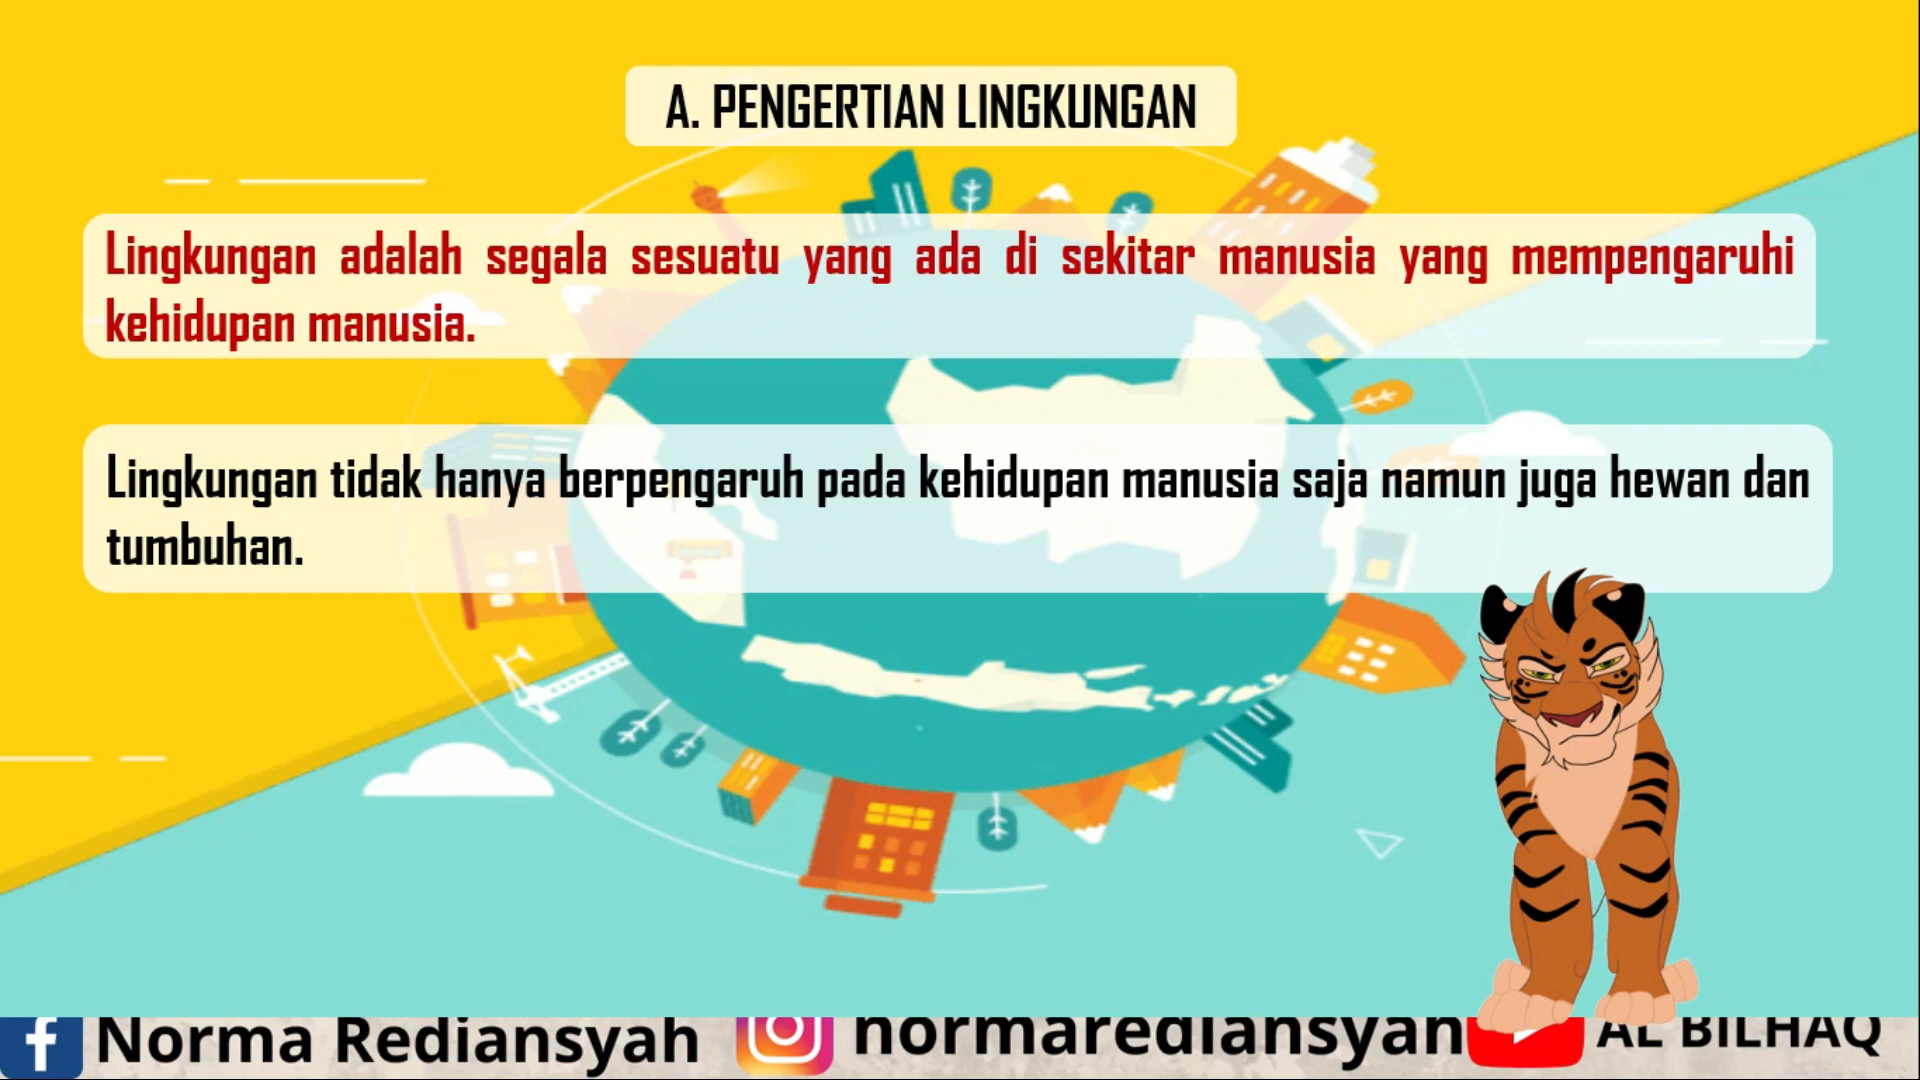 A. PENGERTIAN LINGKUNGAN
Lingkungan adalah segala sesuatu yang ada di sekitar manusia yang mempengaruhi
kehidupan manusia.
Lingkungan tidak hanya berpengaruh pada kehidupan manusia saja namun juga hewan dan
tumbuhan.
Norma Rediansyah normarediansyah AL BILHAQ